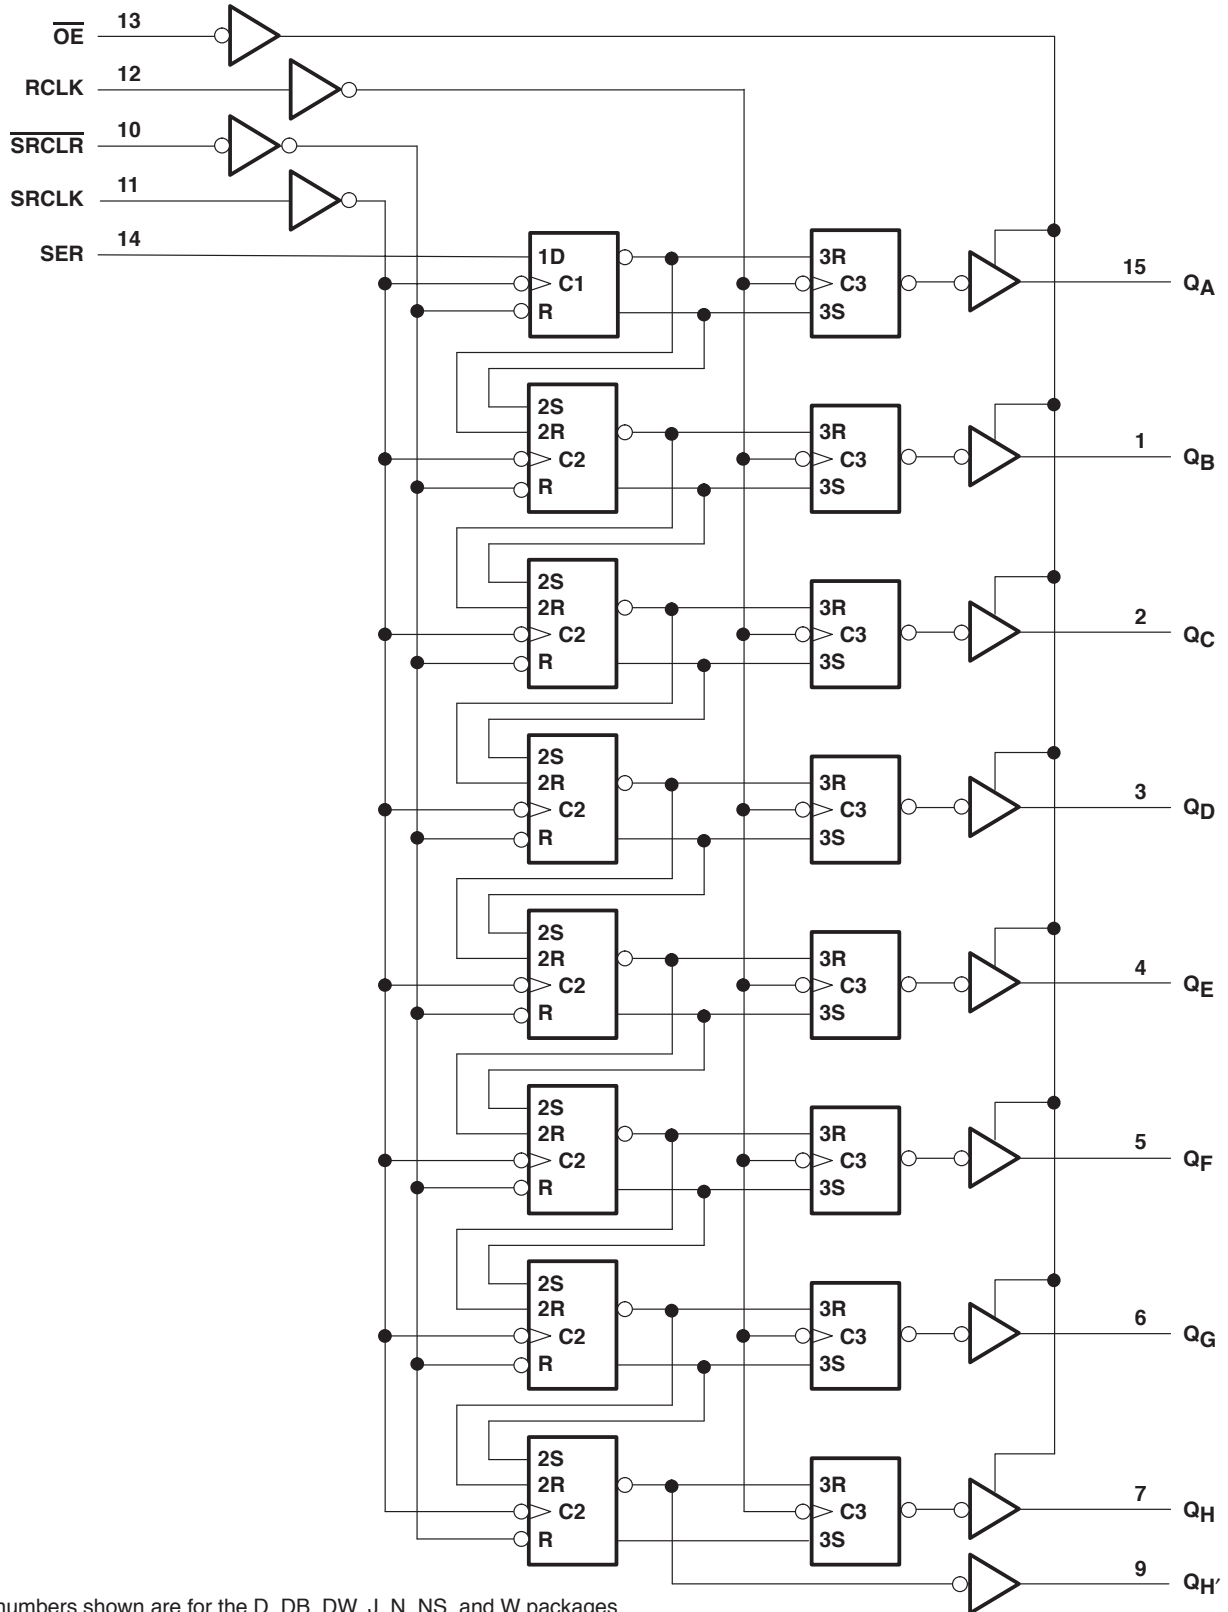 OE 13
RCLK 12
SRCLR 10
SRCLK 11
SER 14
1D
C1
R
3R
C3
3S
15 QA
2S
2R
C2
R
3R
C3
3S
1 QB
2S
2R
C2
R
3R
C3
3S
2 QC
2S
2R
C2
R
3R
C3
3S
3 QD
2S
2R
C2
R
3R
C3
3S
4 QE
2S
2R
C2
R
3R
C3
3S
5 QF
2S
2R
C2
R
3R
C3
3S
6 QG
2S
2R
C2
R
3R
C3
3S
7 QH
9 QH′
numbers shown are for the D, DB, DW, J, N, NS, and W packages